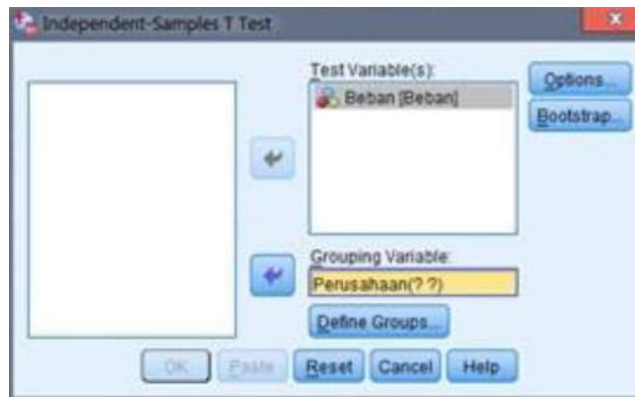 Independent-Samples T Test
Test Variable(s):
Beban [Beban]
Options...
Bootstrap...
Grouping Variable:
Perusahaan(? ?)
Define Groups...
OK Paste Reset Cancel Help